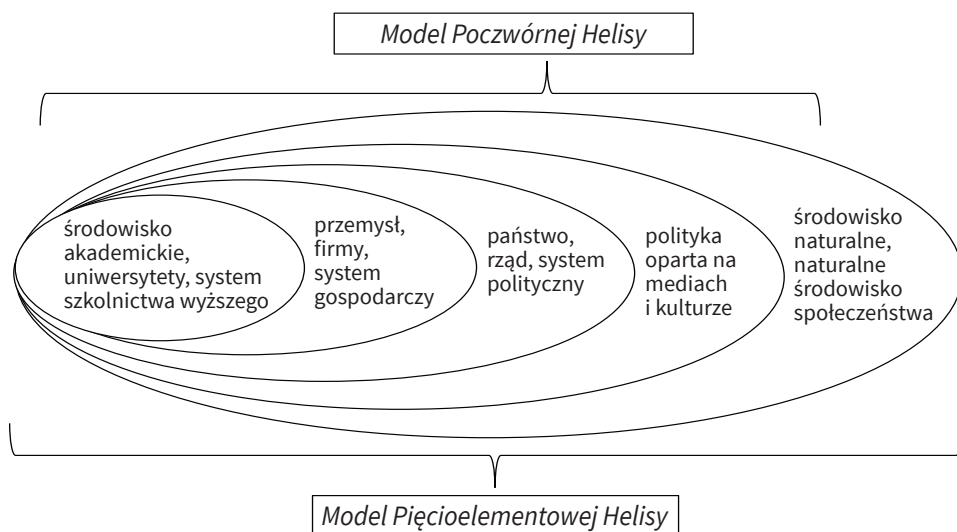 Model Poczwórnej Helisy
środowisko
akademickie,
uniwersytety, system
szkolnictwa wyższego
przemysł,
firmy,
system
gospodarczy
państwo,
rząd, system
polityczny
polityka
oparta na
mediach
i kulturze
środowisko
naturalne,
naturalne
środowisko
społeczeństwa
Model Pięcioelementowej Helisy